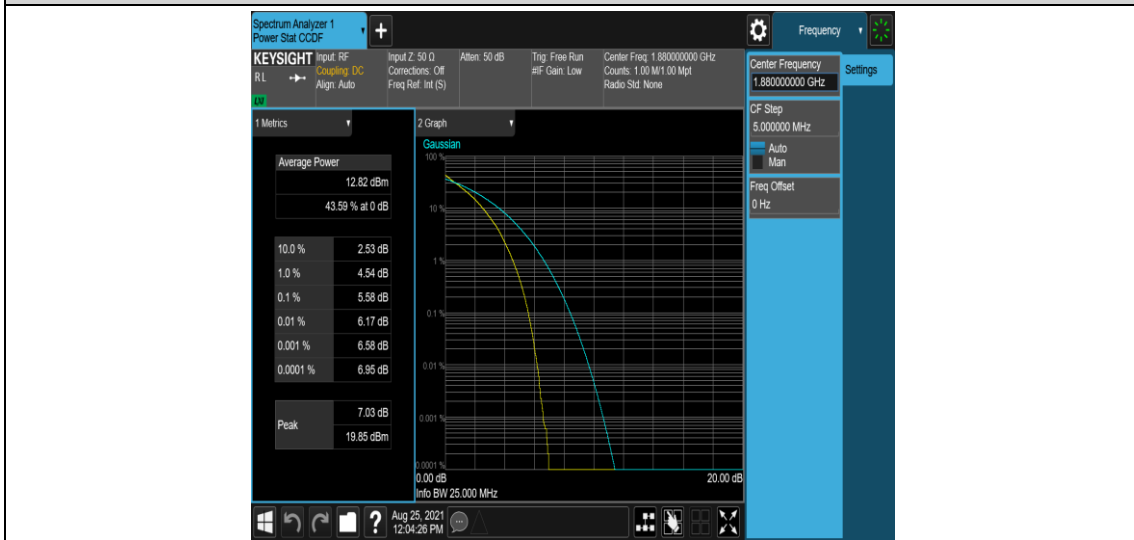 Spectrum Analyzer 1
Power Stat CCDF
+
Frequency
KEYSIGHT
RL
LXI
Input: RF
Coupling: DC
Align: Auto
Input Z: 50 Ω
Corrections: Off
Freq Ref: Int (S)
Atten: 50 dB
Trig: Free Run
#IF Gain: Low
Center Freq: 1.880000000 GHz
Counts: 1.00 M/1.00 Mpt
Radio Std: None
Center Frequency
1.880000000 GHz
Settings
CF Step
5.000000 MHz
Auto
Man
Freq Offset
0 Hz
1 Metrics
Average Power
12.82 dBm
43.59 % at 0 dB
10.0 % 2.53 dB
1.0 % 4.54 dB
0.1 % 5.58 dB
0.01 % 6.17 dB
0.001 % 6.58 dB
0.0001 % 6.95 dB
Peak 7.03 dB
19.85 dBm
2 Graph
Gaussian
100 %
10 %
1 %
0.1 %
0.01 %
0.001 %
0.0001 %
0.00 dB 20.00 dB
Info BW 25.000 MHz
?
Aug 25, 2021
12:04:26 PM